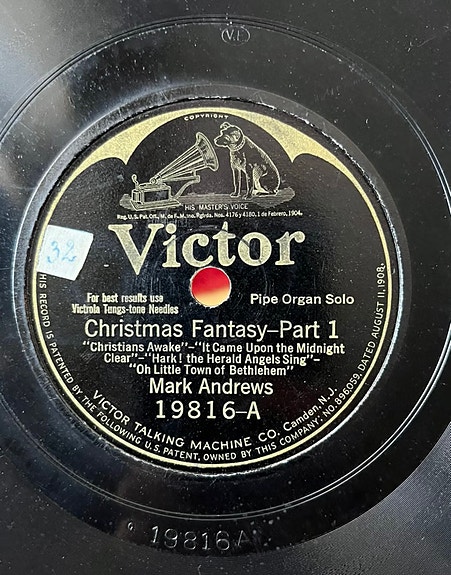 (V.E.)
COPYRIGHT
HIS MASTER'S VOICE
Reg. U.S. Pat. Off., M. de F. M. Ind. Rgtrda. Nos. 4176 y 4180, 1 de Febrero, 1904.
32
Victor
For best results use
Victrola Tungs-tone Needles
Pipe Organ Solo
Christmas Fantasy–Part 1
"Christians Awake"–"It Came Upon the Midnight
Clear"–"Hark! the Herald Angels Sing"–
"Oh Little Town of Bethlehem"
Mark Andrews
19816–A
VICTOR TALKING MACHINE CO. Camden, N.J.
THIS RECORD IS PATENTED BY THE FOLLOWING U.S. PATENT, OWNED BY THIS COMPANY: NO. 896059, DATED AUGUST 11, 1908.
19816A